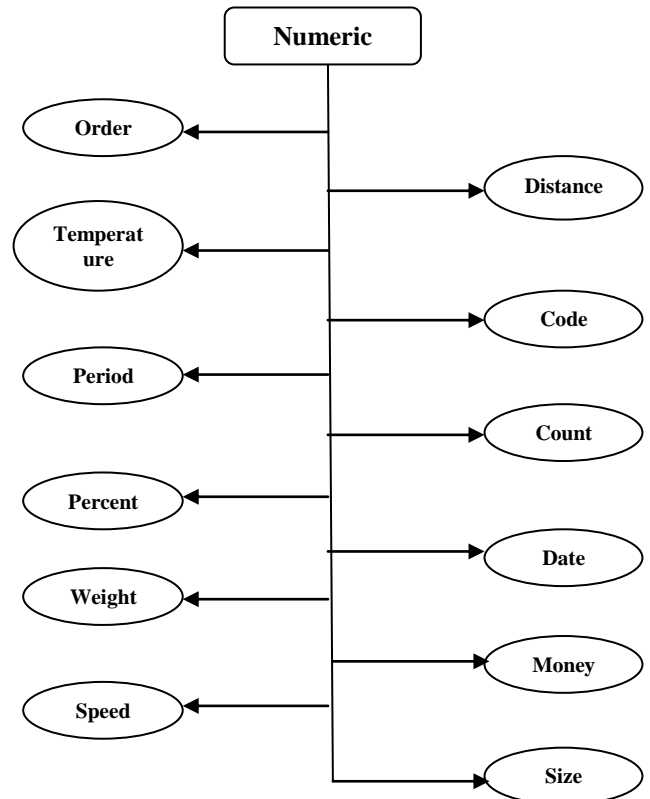 Numeric
Order
Distance
Temperat
ure
Code
Period
Count
Percent
Date
Weight
Money
Speed
Size